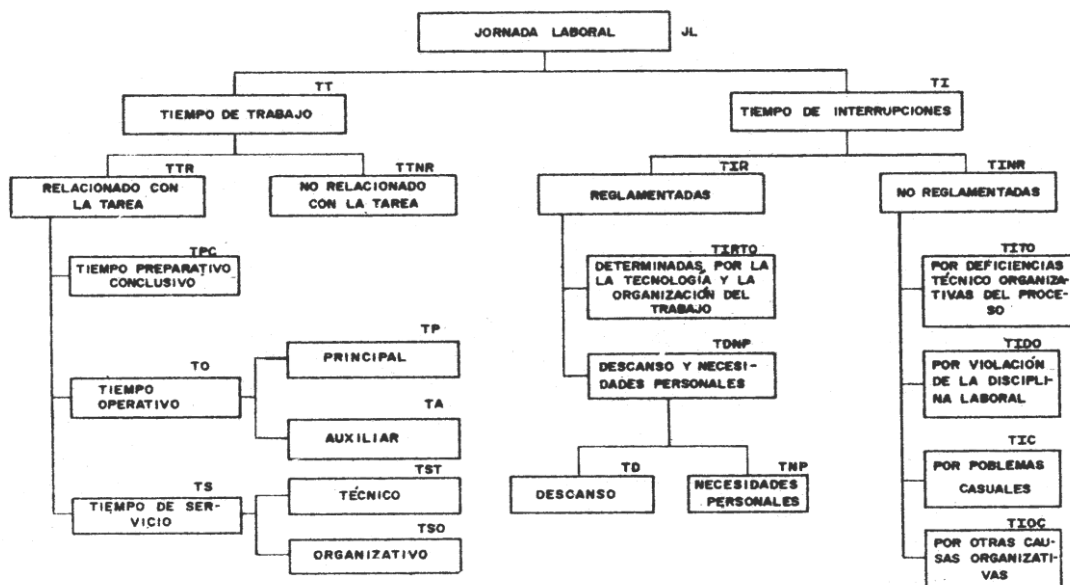 JORNADA LABORAL
JL
TT
TIEMPO DE TRABAJO
TI
TIEMPO DE INTERRUPCIONES
TTR
RELACIONADO CON
LA TAREA
TTNR
NO RELACIONADO
CON LA TAREA
TIR
REGLAMENTADAS
TINR
NO REGLAMENTADAS
TPC
TIEMPO PREPARATIVO
CONCLUSIVO
TO
TIEMPO
OPERATIVO
TP
PRINCIPAL
TA
AUXILIAR
TS
TIEMPO DE SER-
VICIO
TST
TÉCNICO
TSO
ORGANIZATIVO
TIRTO
DETERMINADAS POR LA
LA TECNOLOGÍA Y LA
ORGANIZACIÓN DEL
TRABAJO
TDNP
DESCANSO Y NECESI-
DADES PERSONALES
TD
DESCANSO
TNP
NECESIDADES
PERSONALES
TITO
POR DEFICIENCIAS
TÉCNICO ORGANIZA-
TIVAS DEL PROCE-
SO
TIDO
POR VIOLACIÓN
DE LA DISCIPLI-
NA LABORAL
TIC
POR POBLEMAS
CASUALES
TIOC
POR OTRAS CAU-
SAS ORGANIZATI-
VAS